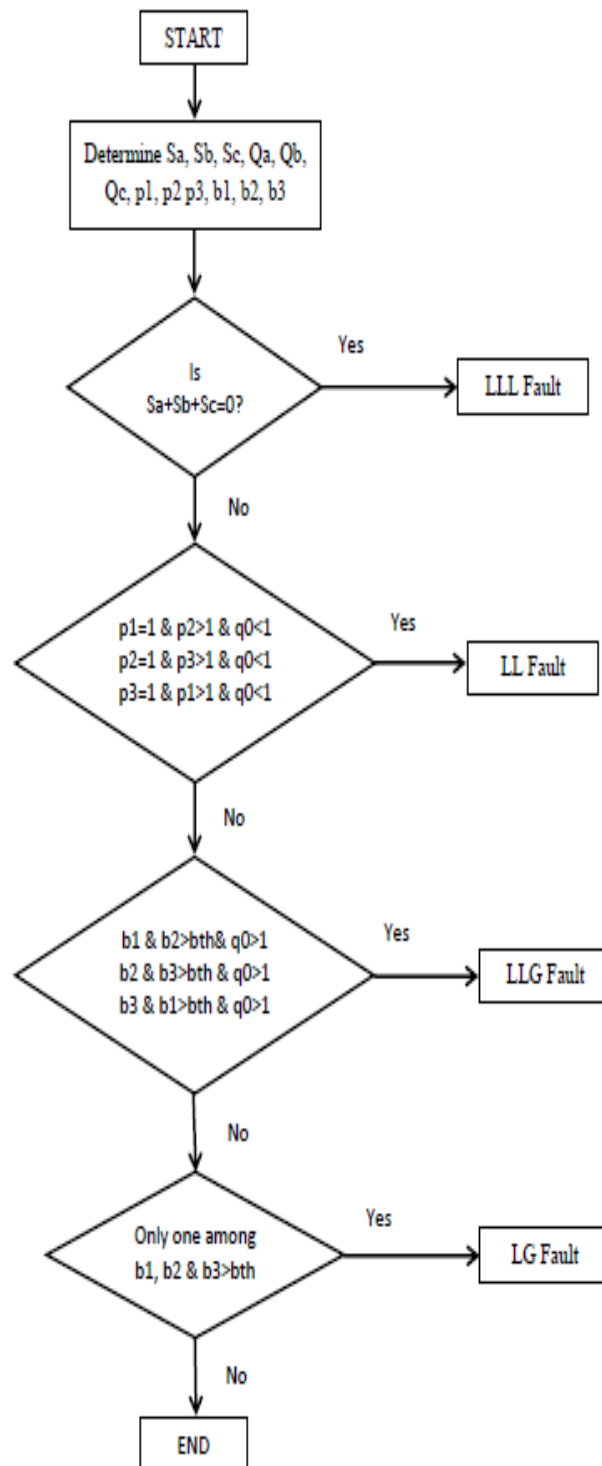 START
Determine Sa, Sb, Sc, Qa, Qb,
Qc, p1, p2 p3, b1, b2, b3
Is
Sa+Sb+Sc=0?
Yes
LLL Fault
No
p1=1 & p2>1 & q0<1
p2=1 & p3>1 & q0<1
p3=1 & p1>1 & q0<1
Yes
LL Fault
No
b1 & b2>bth& q0>1
b2 & b3>bth & q0>1
b3 & b1>bth & q0>1
Yes
LLG Fault
No
Only one among
b1, b2 & b3>bth
Yes
LG Fault
No
END